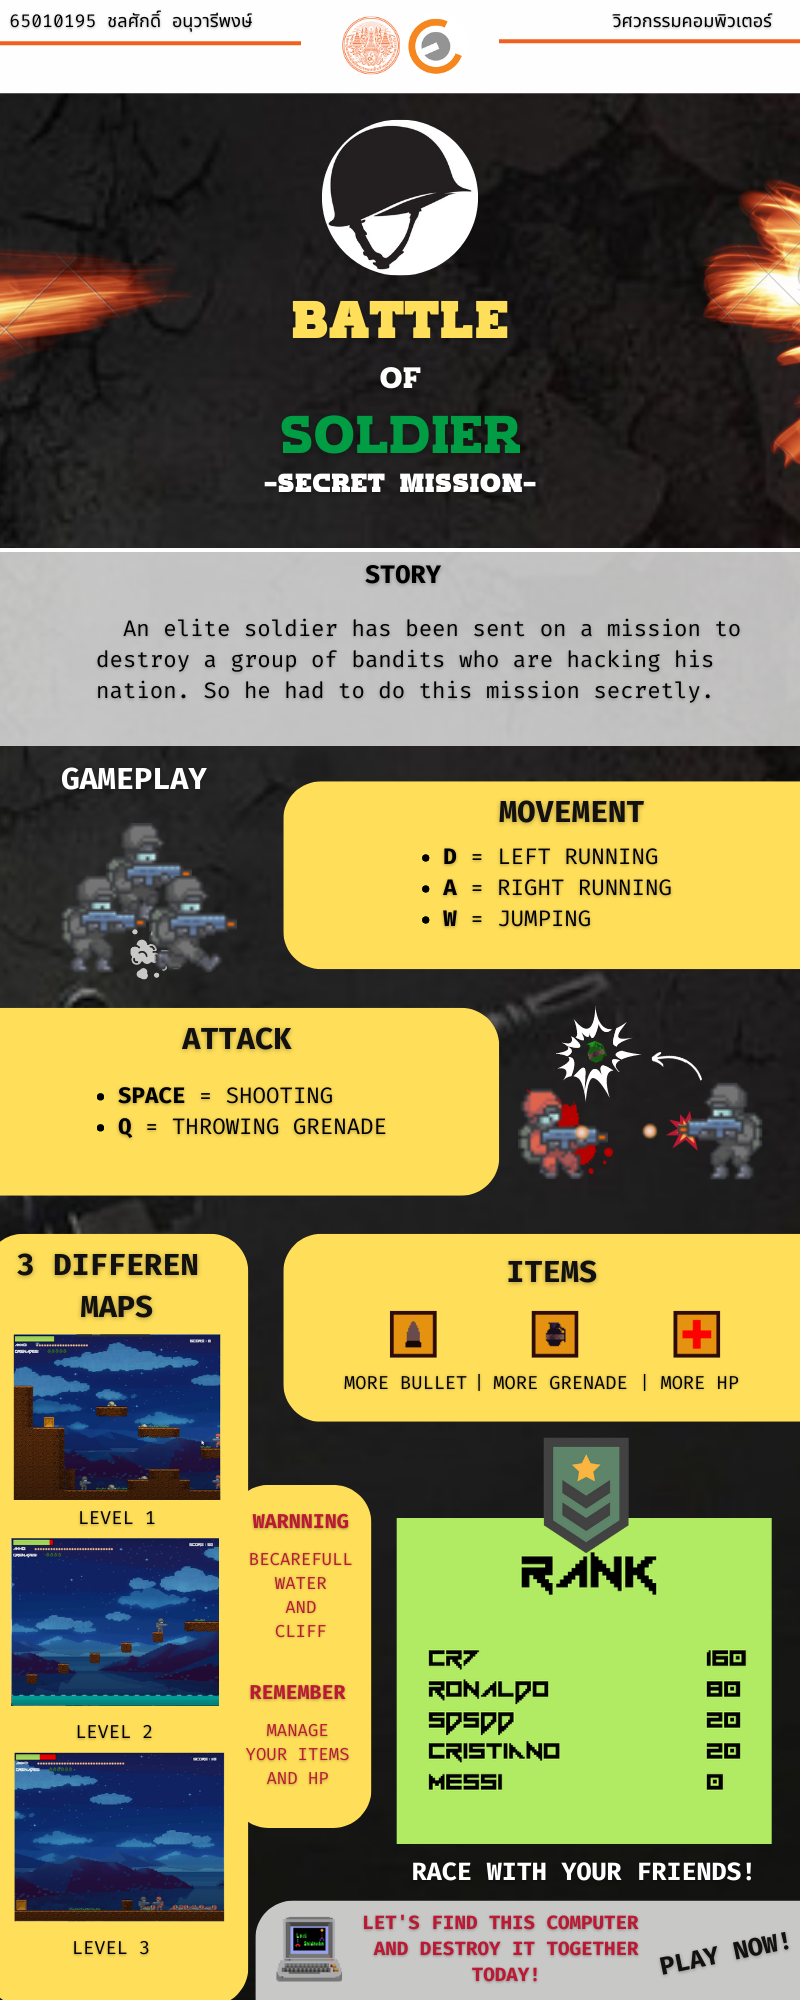 65010195 ชลศักดิ์ อนุวารีพงษ์
วิศวกรรมคอมพิวเตอร์
BATTLE
OF
SOLDIER
-SECRET MISSION-
STORY
An elite soldier has been sent on a mission to
destroy a group of bandits who are hacking his
nation. So he had to do this mission secretly.
GAMEPLAY
MOVEMENT
• D = LEFT RUNNING
• A = RIGHT RUNNING
• W = JUMPING
ATTACK
• SPACE = SHOOTING
• Q = THROWING GRENADE
3 DIFFEREN
MAPS
LEVEL 1
LEVEL 2
LEVEL 3
ITEMS
MORE BULLET | MORE GRENADE | MORE HP
WARNNING
BECAREFULL
WATER
AND
CLIFF
REMEMBER
MANAGE
YOUR ITEMS
AND HP
RANK
CR7 160
RONALDO 80
SDSDD 20
CRISTIANO 20
MESSI 0
RACE WITH YOUR FRIENDS!
LET'S FIND THIS COMPUTER
AND DESTROY IT TOGETHER
TODAY!
PLAY NOW!